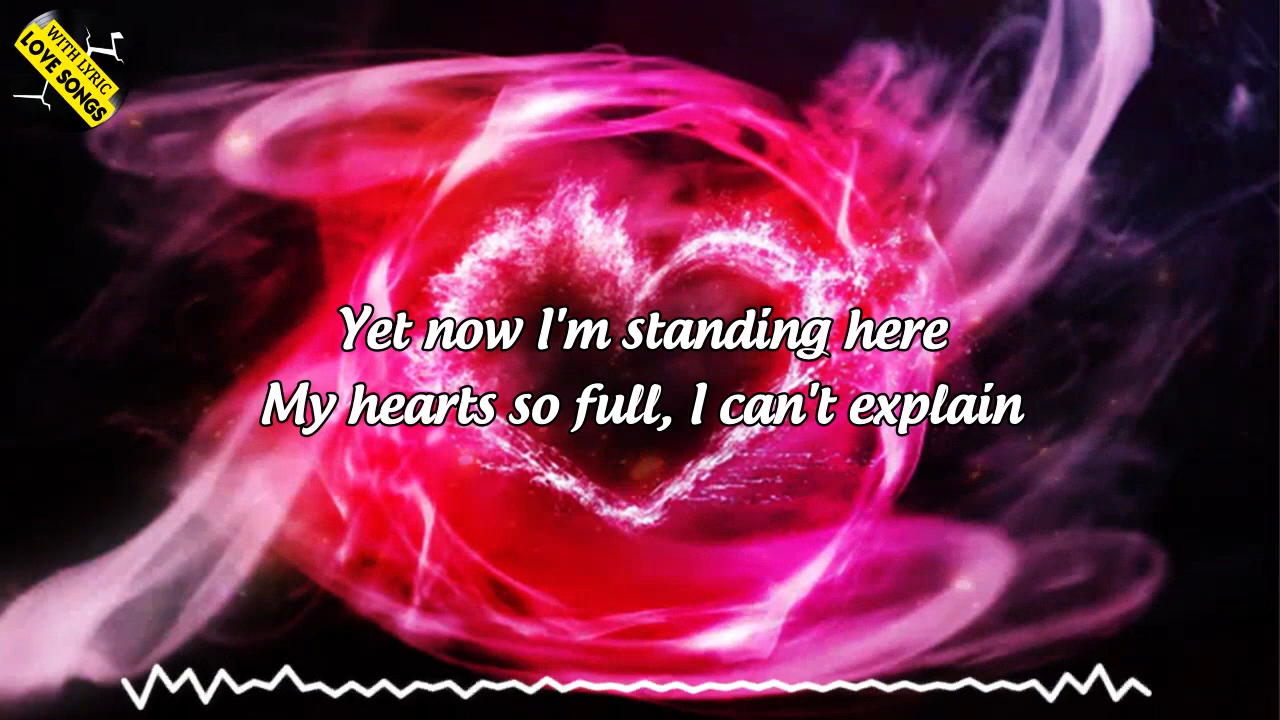 WITH LYRIC
LOVE SONGS
Yet now I'm standing here
My hearts so full, I can't explain